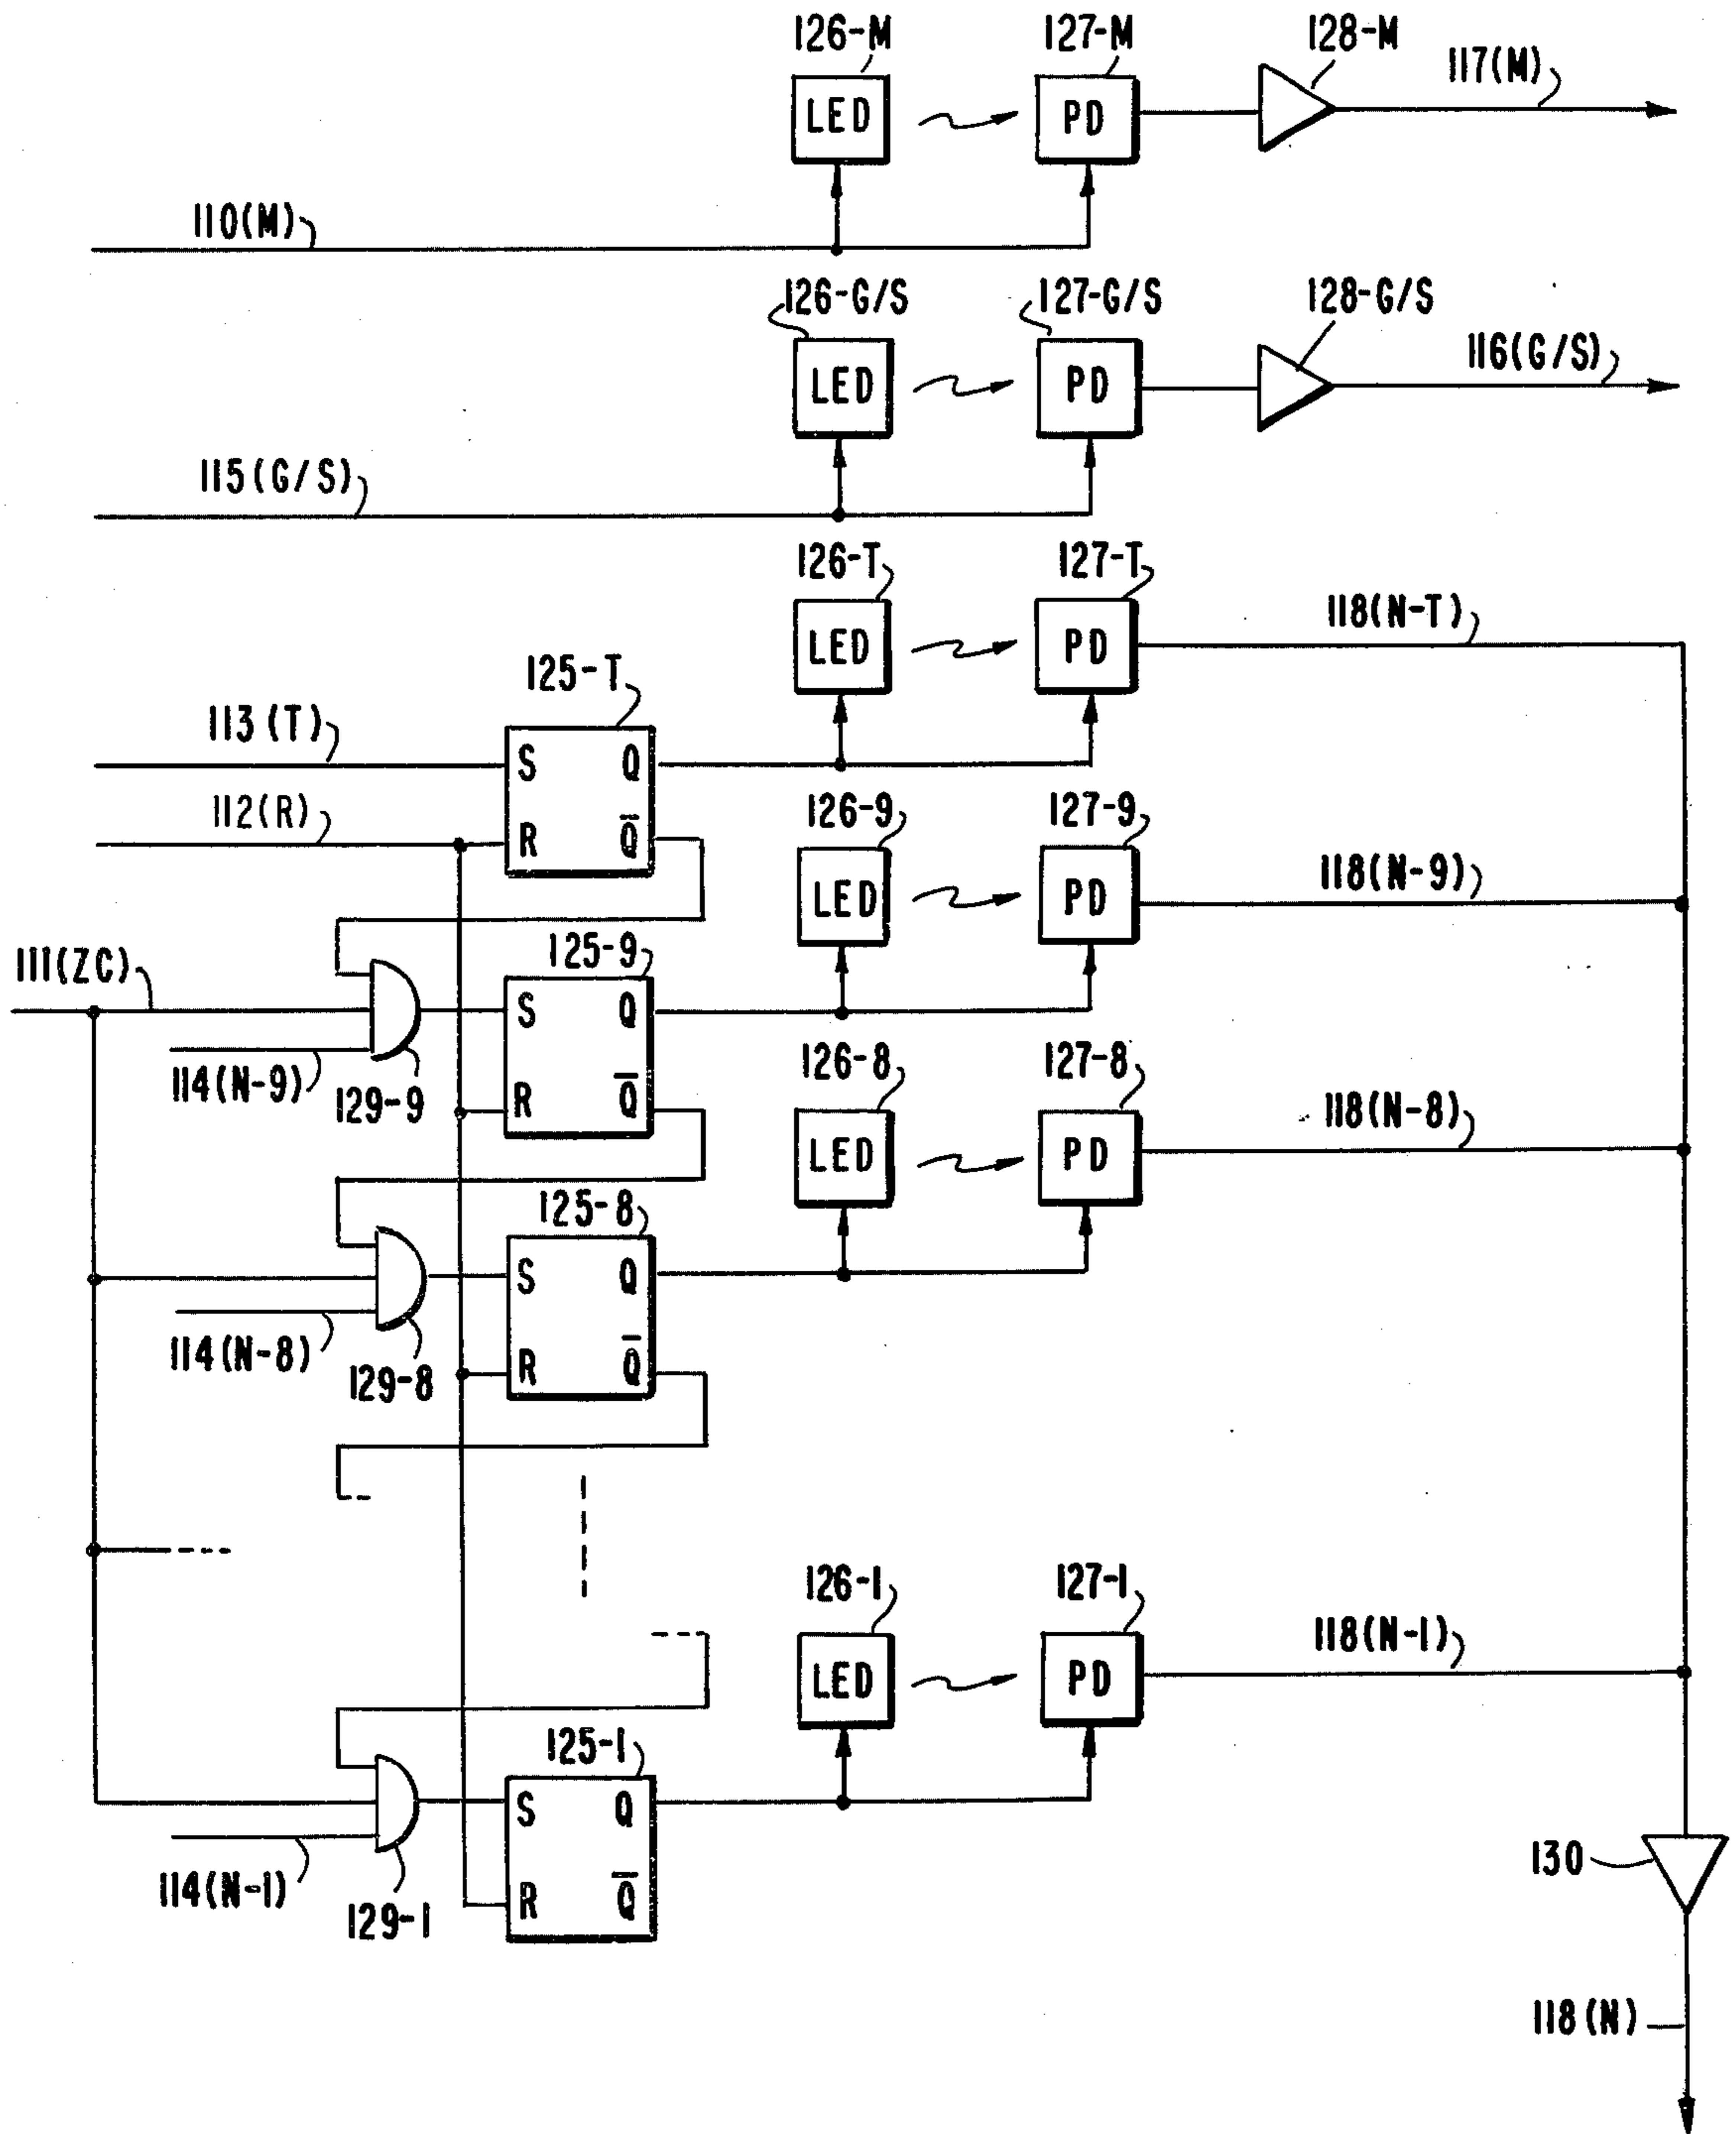 126-M 127-M 128-M 117(M)
LED PD
110(M)
126-G/S 127-G/S 128-G/S 116(G/S)
LED PD
115(G/S)
126-T 127-T 118(N-T)
LED PD
125-T
113(T) S Q
112(R) R Q̅
126-9 127-9 118(N-9)
LED PD
111(ZC) 125-9
S Q
114(N-9) 129-9 R Q̅
126-8 127-8 118(N-8)
LED PD
125-8
S Q
114(N-8) 129-8 R Q̅
126-1 127-1 118(N-1)
LED PD
125-1
S Q
114(N-1) 129-1 R Q̅
130
118(N)